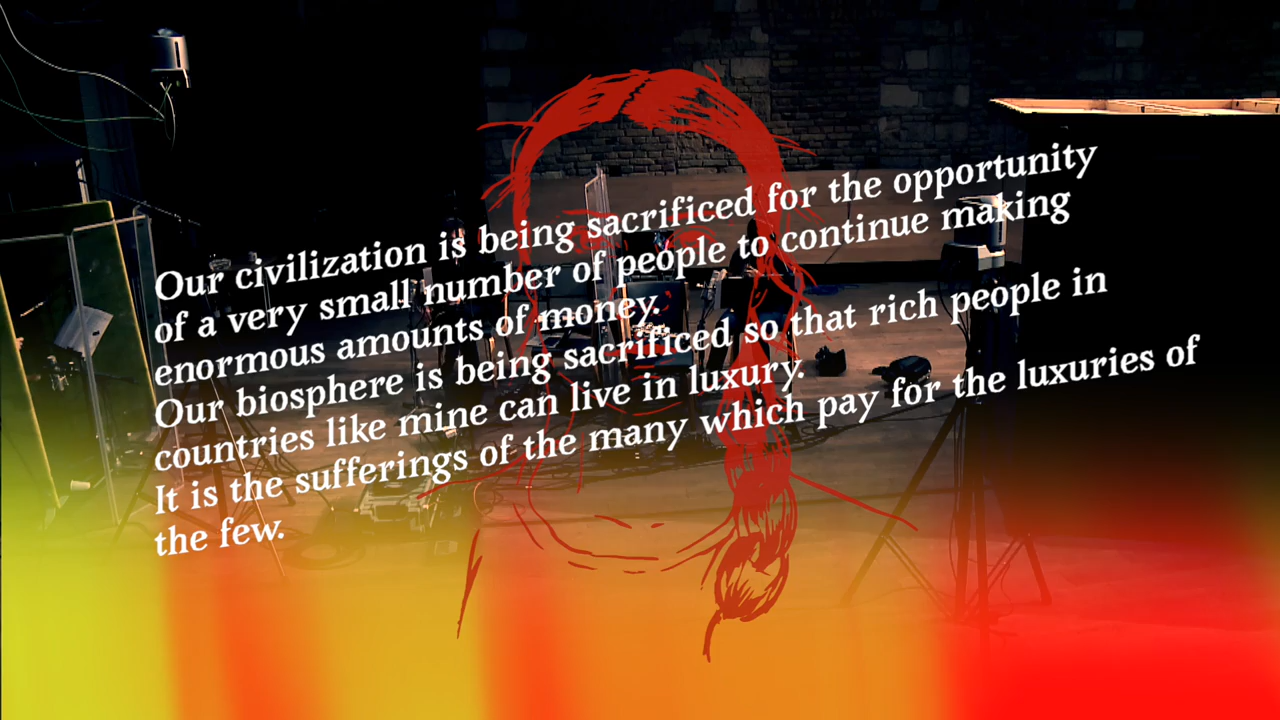 Our civilization is being sacrificed for the opportunity
of a very small number of people to continue making
enormous amounts of money.
Our biosphere is being sacrificed so that rich people in
countries like mine can live in luxury.
It is the sufferings of the many which pay for the luxuries of
the few.